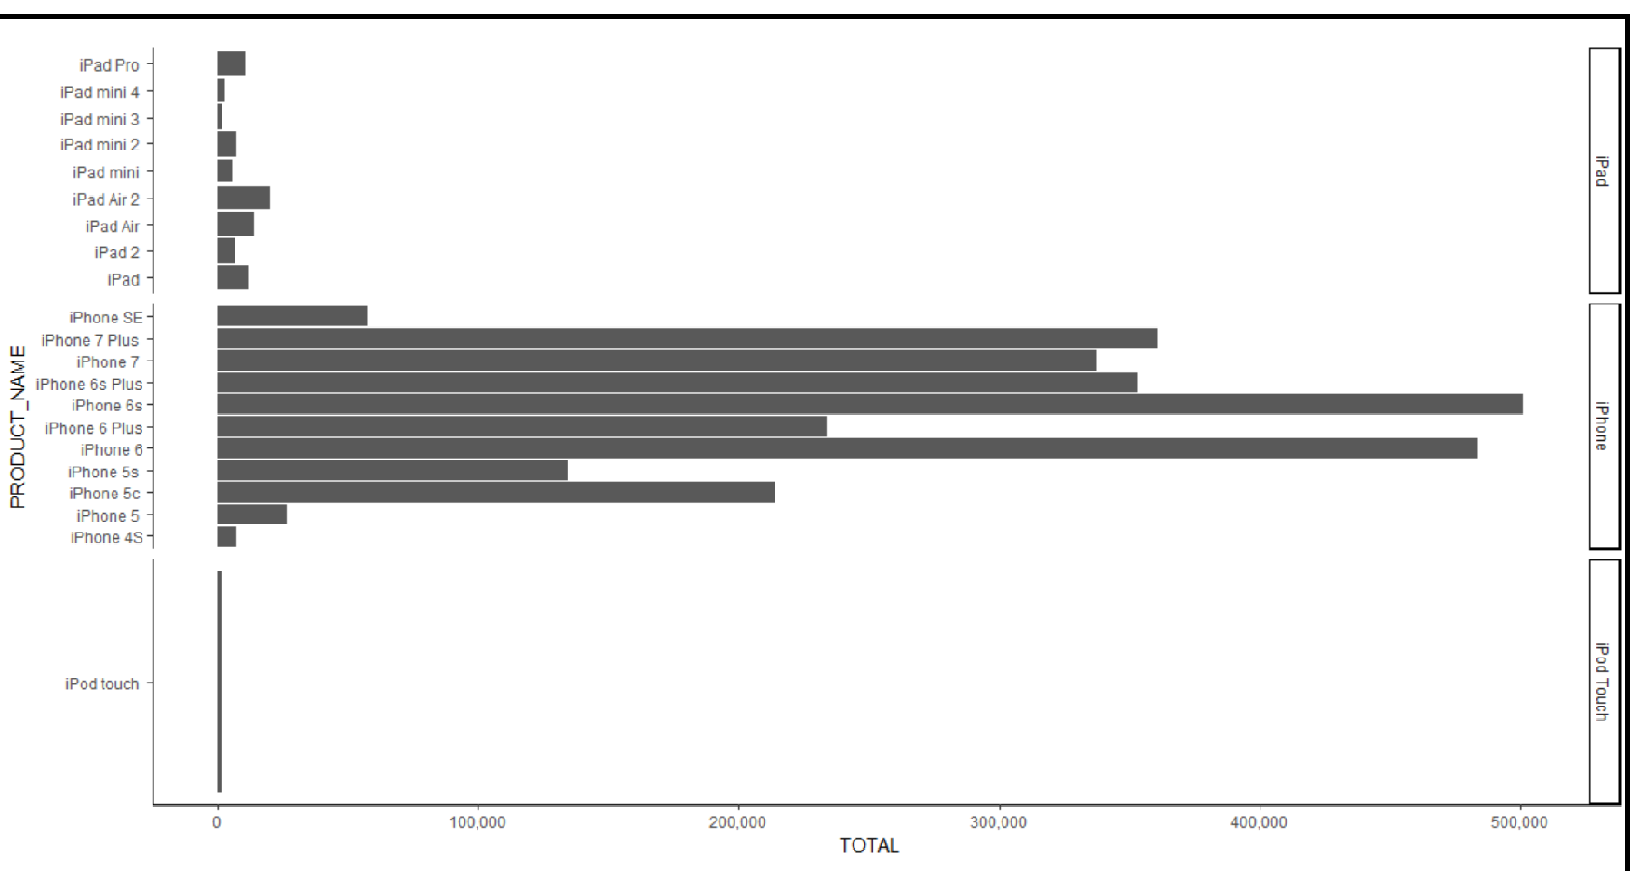 iPad Pro
iPad mini 4
iPad mini 3
iPad mini 2
iPad mini
iPad Air 2
iPad Air
iPad 2
iPad
iPad
iPhone SE
iPhone 7 Plus
iPhone 7
iPhone 6s Plus
iPhone 6s
iPhone 6 Plus
iPhone 6
iPhone 5s
iPhone 5c
iPhone 5
iPhone 4S
iPhone
PRODUCT_NAME
iPod touch
iPod Touch
0 100,000 200,000 300,000 400,000 500,000
TOTAL